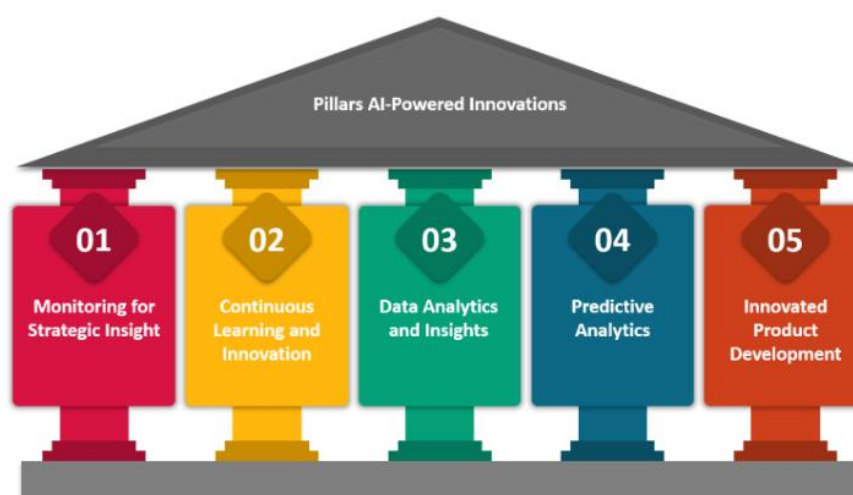 Pillars AI-Powered Innovations
01
Monitoring for
Strategic Insight
02
Continuous
Learning and
Innovation
03
Data Analytics
and Insights
04
Predictive
Analytics
05
Innovated
Product
Development